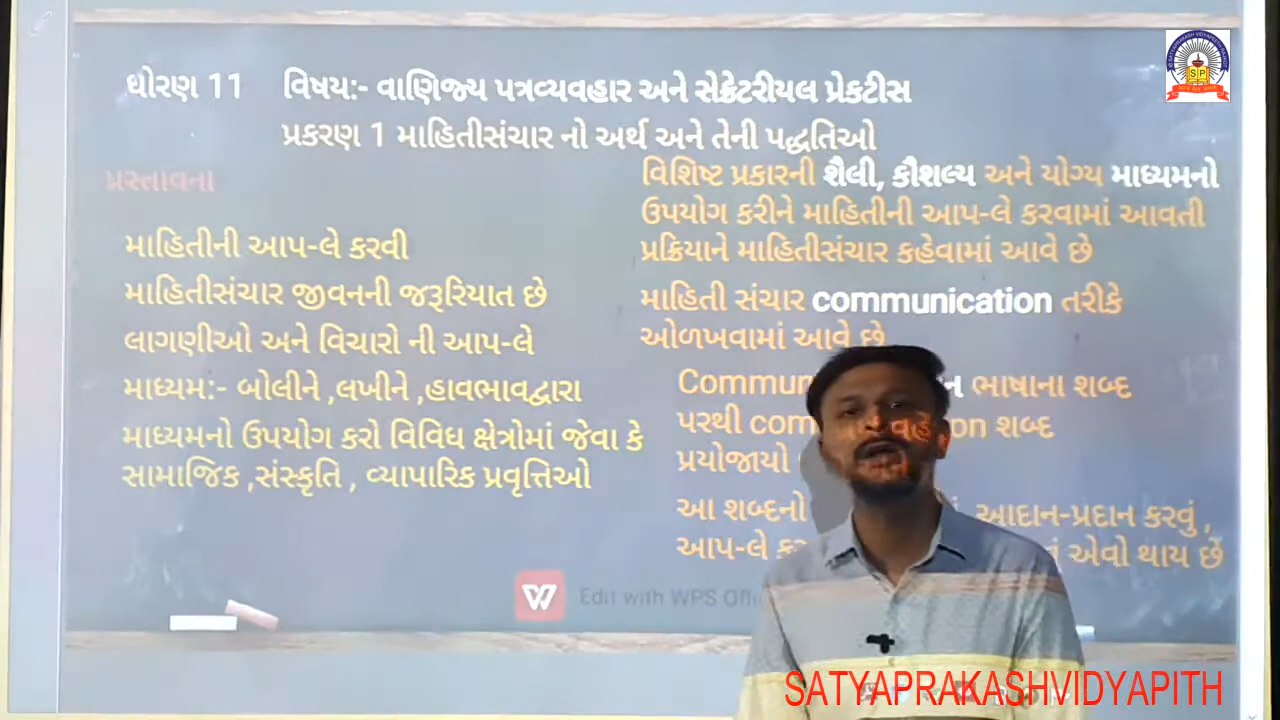 ધોરણ 11 વિષય:- વાણિજ્ય પત્રવ્યવહાર અને સેક્રેટરીયલ પ્રેક્ટીસ
પ્રકરણ 1 માહિતીસંચાર નો અર્થ અને તેની પદ્ધતિઓ
પ્રસ્તાવના
માહિતીની આપ-લે કરવી
માહિતીસંચાર જીવનની જરૂરિયાત છે
લાગણીઓ અને વિચારો ની આપ-લે
માધ્યમ:- બોલીને ,લખીને ,હાવભાવદ્વારા
માધ્યમનો ઉપયોગ કરો વિવિધ ક્ષેત્રોમાં જેવા કે
સામાજિક ,સંસ્કૃતિ , વ્યાપારિક પ્રવૃત્તિઓ
વિશિષ્ટ પ્રકારની શૈલી, કૌશલ્ય અને યોગ્ય માધ્યમનો
ઉપયોગ કરીને માહિતીની આપ-લે કરવામાં આવતી
પ્રક્રિયાને માહિતીસંચાર કહેવામાં આવે છે
માહિતી સંચાર communication તરીકે
ઓળખવામાં આવે છે
ભાષાના શબ્દ
પરથી શબ્દ
પ્રયોજાયો
આ શબ્દનો આદાન-પ્રદાન કરવું ,
આપ-લે એવો થાય છે
Edit with WPS
SATYAPRAKASHVIDYAPITH